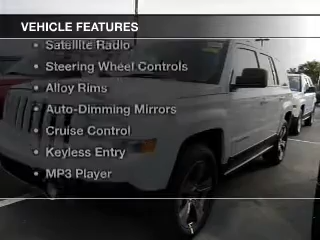 VEHICLE FEATURES
• Satellite Radio
• Steering Wheel Controls
• Alloy Rims
• Auto-Dimming Mirrors
• Cruise Control
• Keyless Entry
• MP3 Player